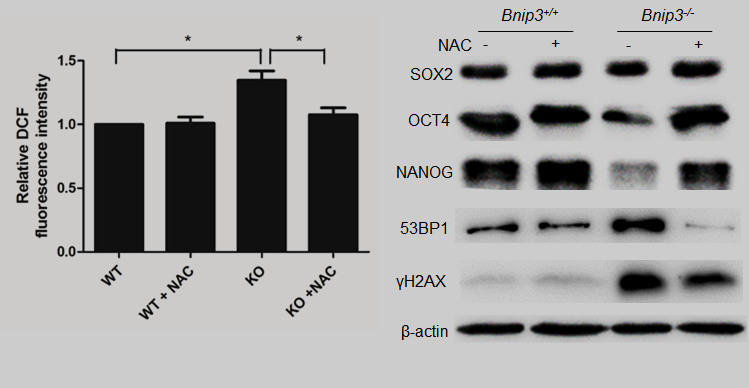 * *
1.5
1.0
0.5
0.0
Relative DCF
fluorescence intensity
WT
WT + NAC
KO
KO +NAC
Bnip3+/+ Bnip3-/-
NAC - + - +
SOX2
OCT4
NANOG
53BP1
γH2AX
β-actin